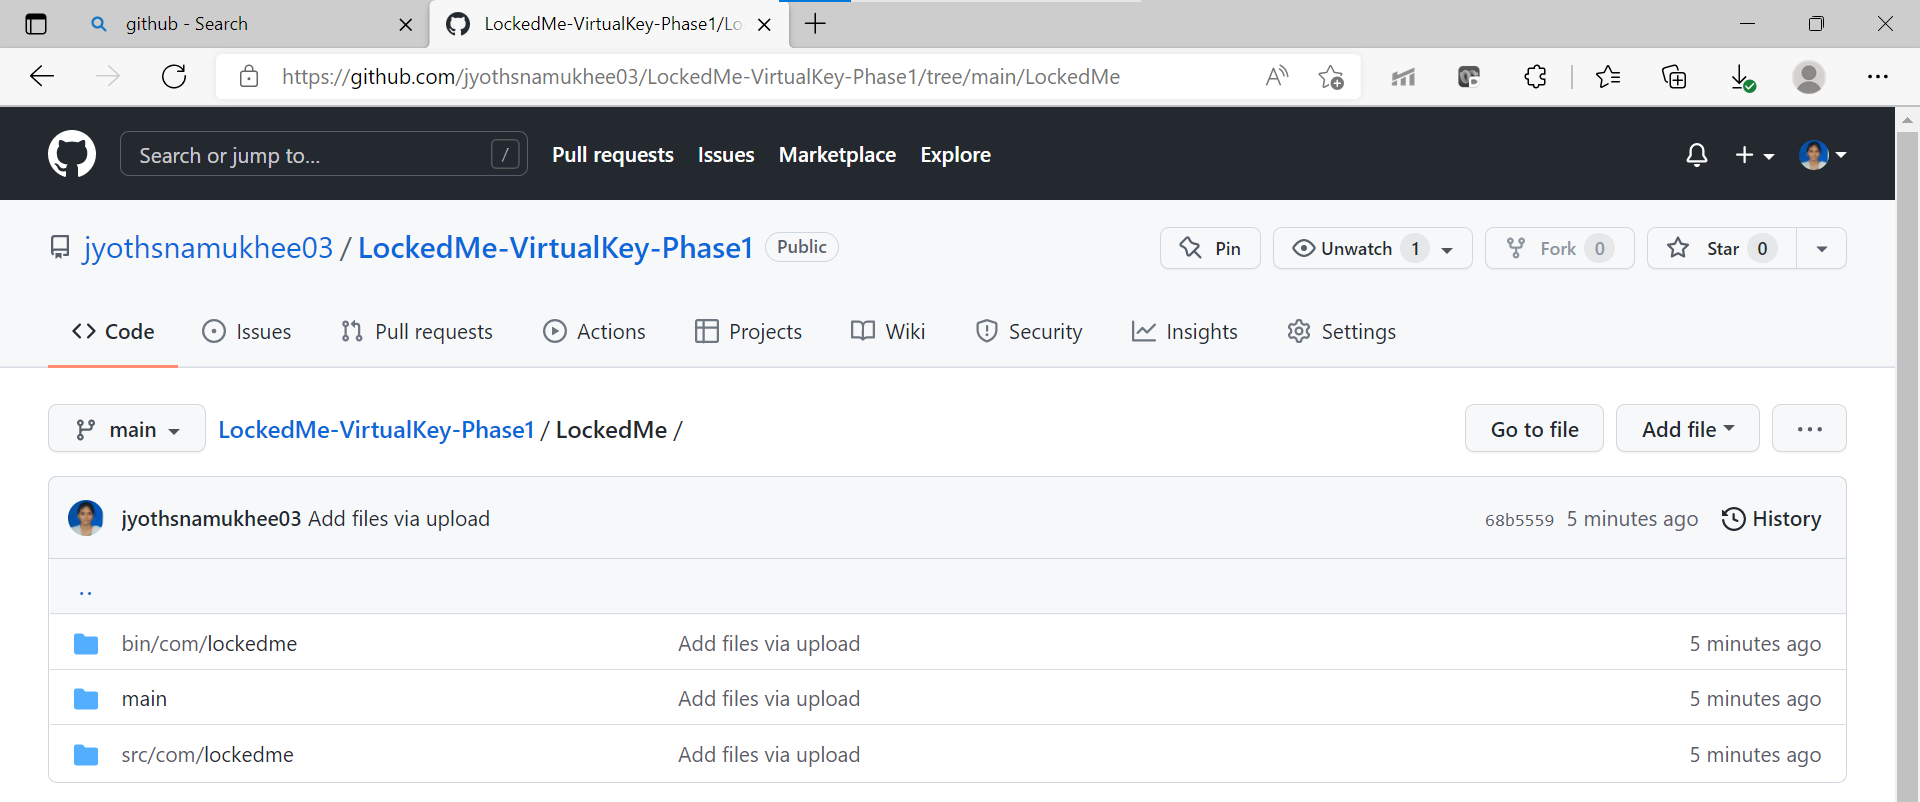 github - Search
LockedMe-VirtualKey-Phase1/Lo
https://github.com/jyothsnamukhee03/LockedMe-VirtualKey-Phase1/tree/main/LockedMe
Search or jump to... / Pull requests Issues Marketplace Explore
jyothsnamukhee03 / LockedMe-VirtualKey-Phase1 Public Pin Unwatch 1 Fork 0 Star 0
Code Issues Pull requests Actions Projects Wiki Security Insights Settings
main LockedMe-VirtualKey-Phase1 / LockedMe / Go to file Add file ...
jyothsnamukhee03 Add files via upload 68b5559 5 minutes ago History
..
bin/com/lockedme Add files via upload 5 minutes ago
main Add files via upload 5 minutes ago
src/com/lockedme Add files via upload 5 minutes ago